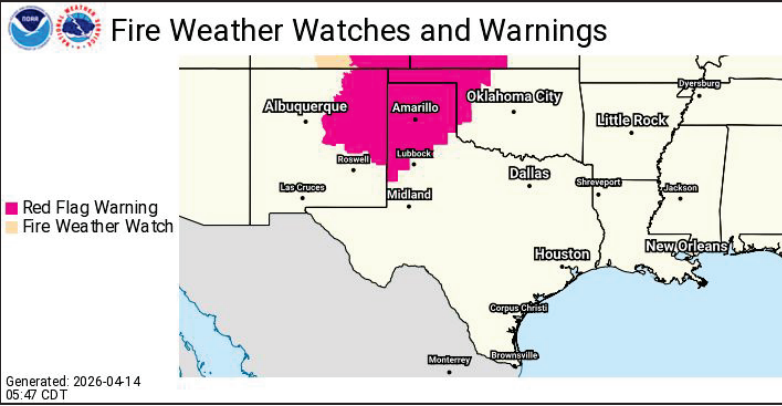 NOAA
Fire Weather Watches and Warnings
Dyersburg
Albuquerque
Amarillo
Oklahoma City
Little Rock
Roswell
Lubbock
Las Cruces
Midland
Dallas
Shreveport
Jackson
Red Flag Warning
Fire Weather Watch
Houston
New Orleans
Corpus Christi
Monterrey
Brownsville
Generated: 2026-04-14
05:47 CDT